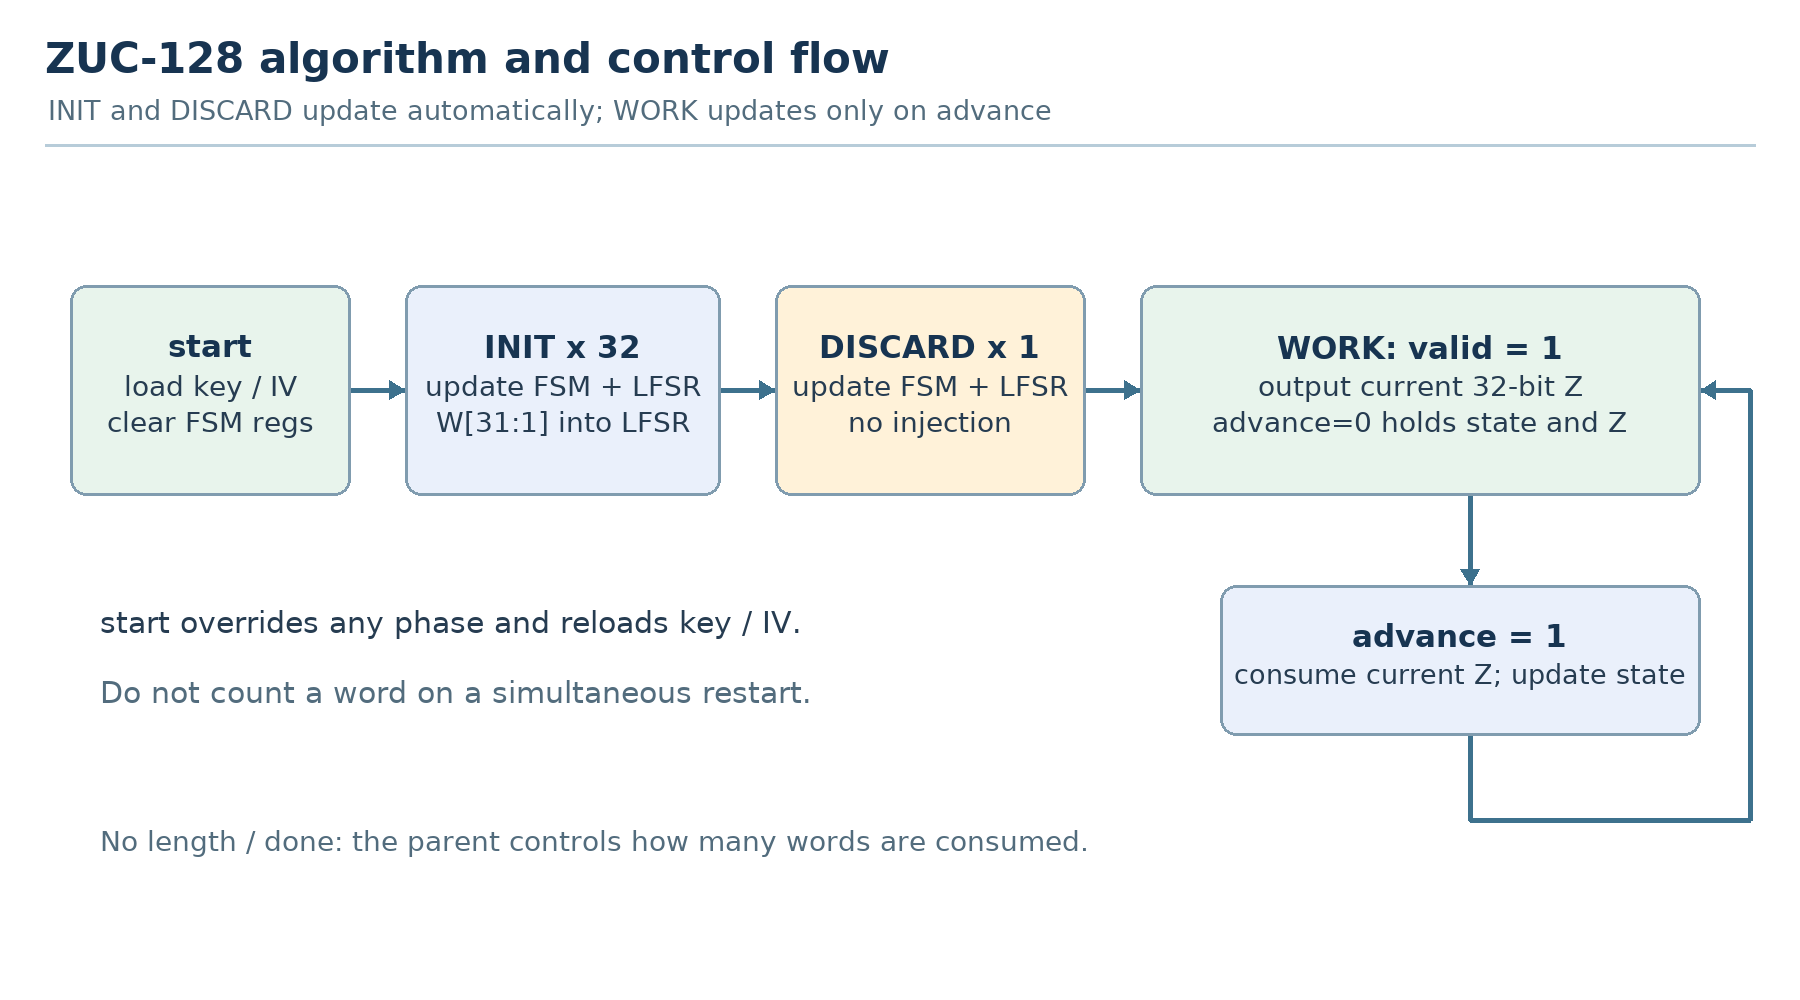 ZUC-128 algorithm and control flow
INIT and DISCARD update automatically; WORK updates only on advance
start
load key / IV
clear FSM regs
INIT x 32
update FSM + LFSR
W[31:1] into LFSR
DISCARD x 1
update FSM + LFSR
no injection
WORK: valid = 1
output current 32-bit Z
advance=0 holds state and Z
advance = 1
consume current Z; update state
start overrides any phase and reloads key / IV.
Do not count a word on a simultaneous restart.
No length / done: the parent controls how many words are consumed.